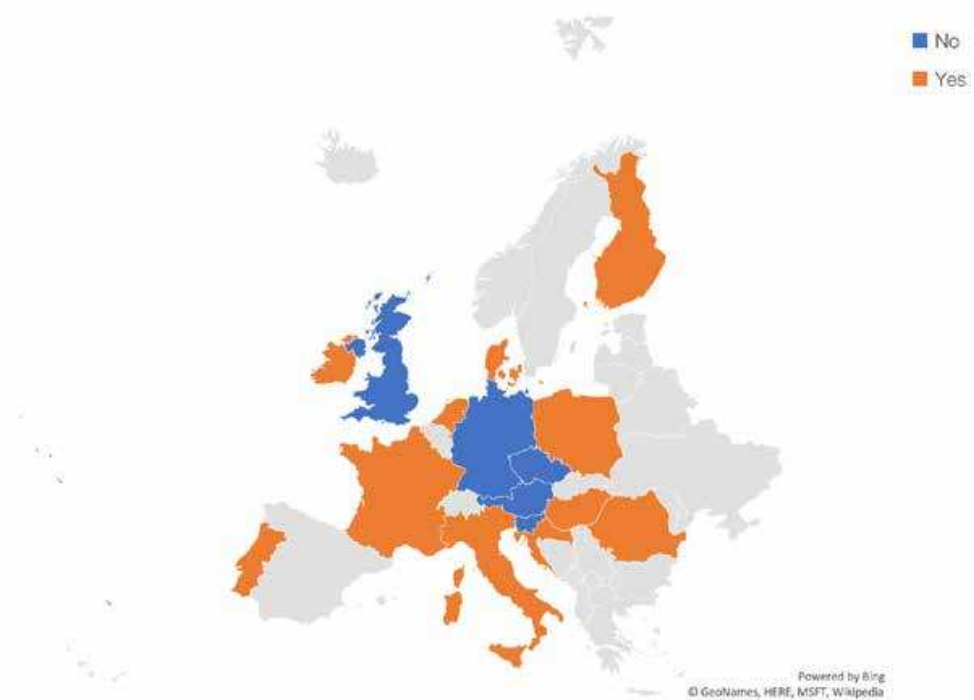 No
Yes
Powered by Bing
© GeoNames, HERE, MSFT, Wikipedia